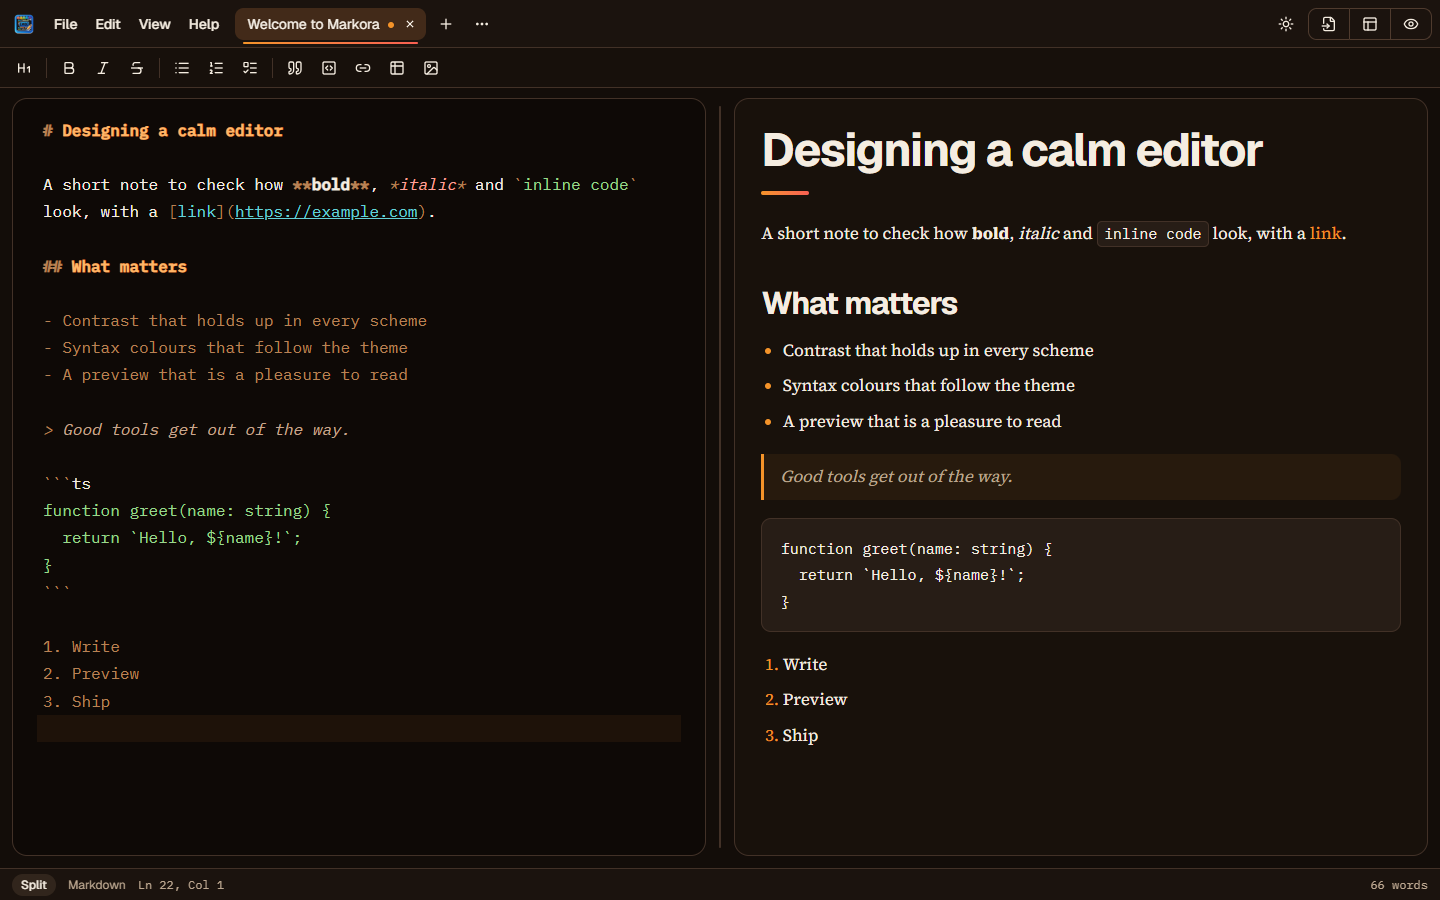 File Edit View Help Welcome to Markora
H1
# Designing a calm editor
A short note to check how **bold**, *italic* and `inline code`
look, with a [link](https://example.com).
## What matters
- Contrast that holds up in every scheme
- Syntax colours that follow the theme
- A preview that is a pleasure to read
> Good tools get out of the way.
```ts
function greet(name: string) {
  return `Hello, ${name}!`;
}
```
1. Write
2. Preview
3. Ship
Designing a calm editor
A short note to check how bold, italic and inline code look, with a link.
What matters
• Contrast that holds up in every scheme
• Syntax colours that follow the theme
• A preview that is a pleasure to read
Good tools get out of the way.
function greet(name: string) {
  return `Hello, ${name}!`;
}
1. Write
2. Preview
3. Ship
Split Markdown Ln 22, Col 1 66 words